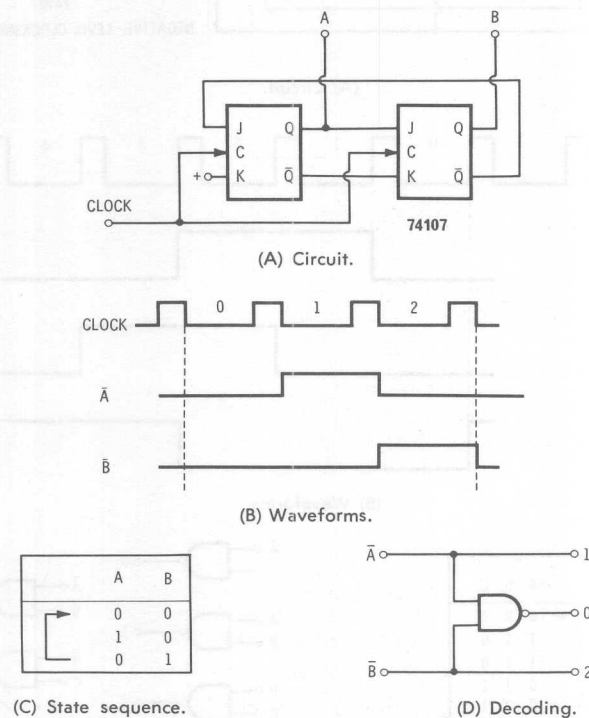 A B
J Q J Q
C C
+ K Q̄ K Q̄
CLOCK
74107
(A) Circuit.
0 1 2
CLOCK
Ā
B̄
(B) Waveforms.
A B
0 0
1 0
0 1
(C) State sequence.
Ā 1
0
B̄ 2
(D) Decoding.